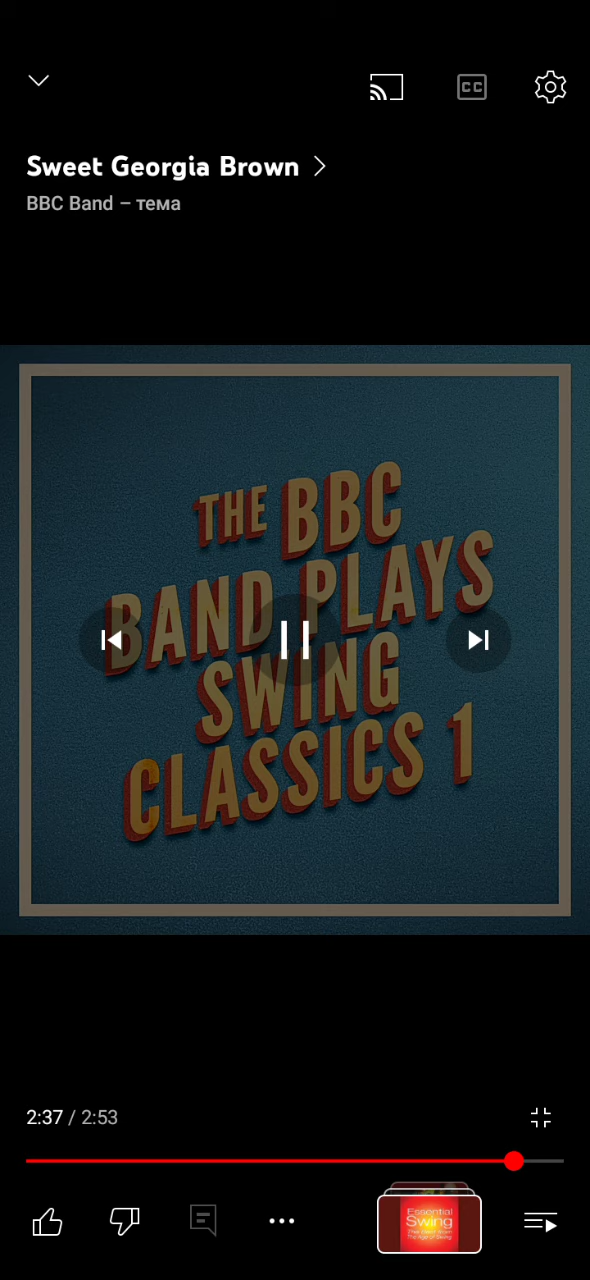 Sweet Georgia Brown
BBC Band – тема
THE BBC
BAND PLAYS
SWING
CLASSICS 1
2:37 / 2:53
CC
Essential
Swing